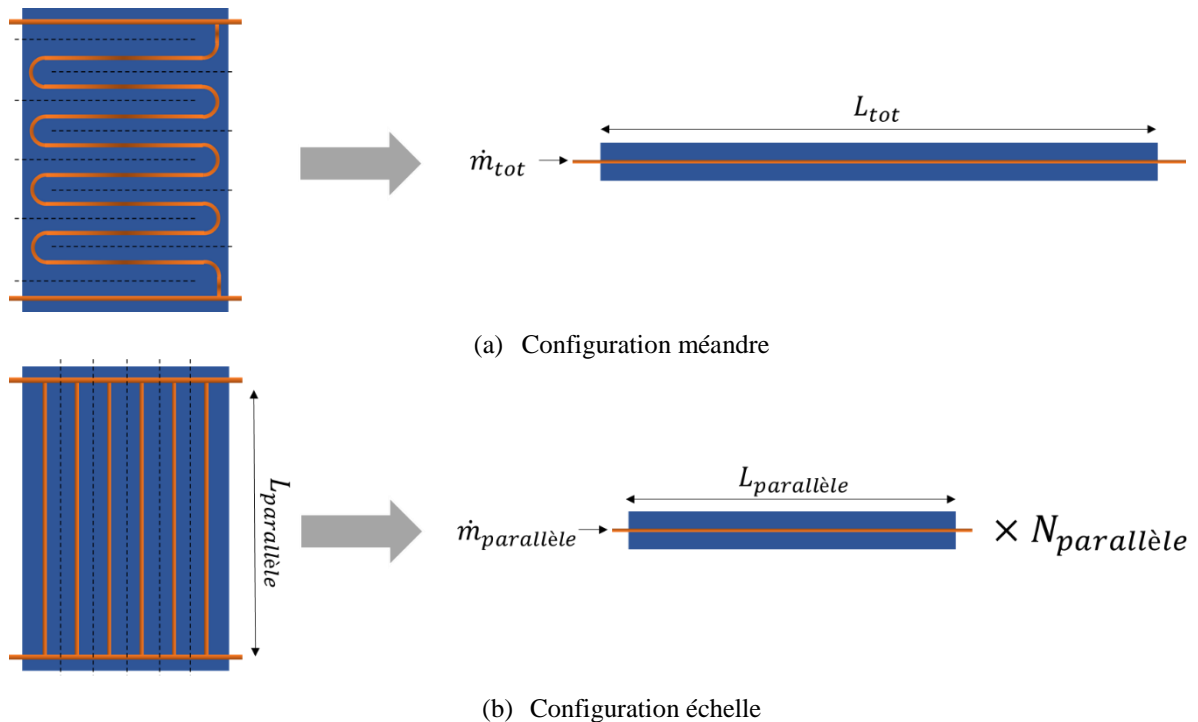 L_tot
ṁ_tot
(a) Configuration méandre
L_parallèle
L_parallèle
ṁ_parallèle
× N_parallèle
(b) Configuration échelle